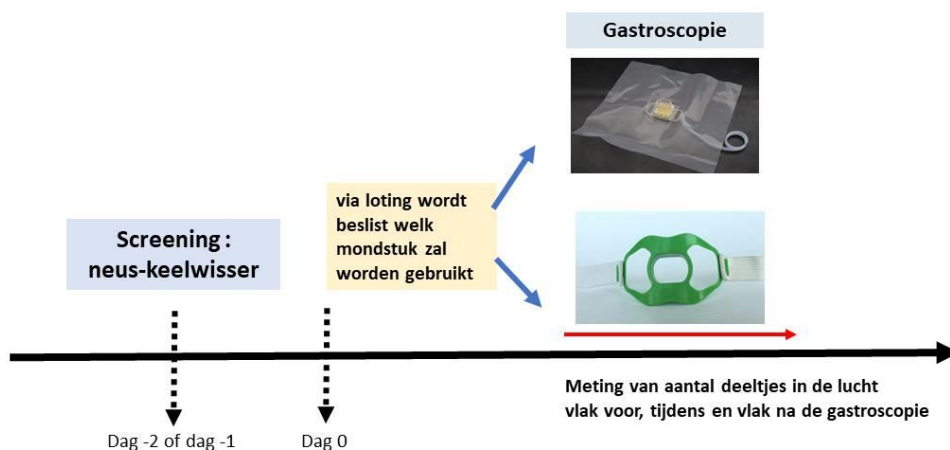 Gastroscopie
via loting wordt
beslist welk
mondstuk zal
worden gebruikt
Screening :
neus-keelwisser
Meting van aantal deeltjes in de lucht
vlak voor, tijdens en vlak na de gastroscopie
Dag -2 of dag -1
Dag 0